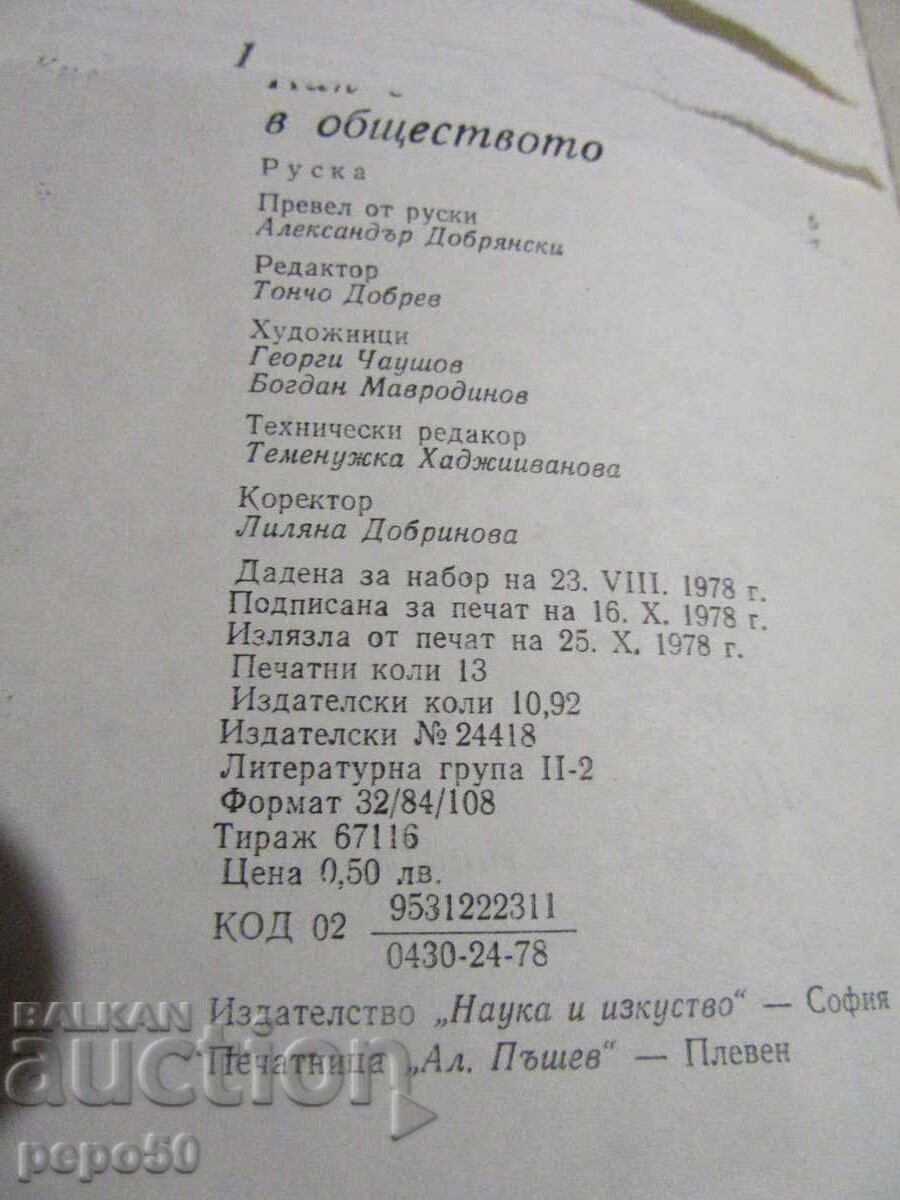 1
в обществото
Руска
Превел от руски
Александър Добрянски
Редактор
Тончо Добрев
Художници
Георги Чаушов
Богдан Мавродинов
Технически редакор
Теменужка Хаджииванова
Коректор
Лиляна Добринова
Дадена за набор на 23. VIII. 1978 г.
Подписана за печат на 16. X. 1978 г.
Излязла от печат на 25. X. 1978 г.
Печатни коли 13
Издателски коли 10,92
Издателски № 24418
Литературна група II-2
Формат 32/84/108
Тираж 67116
Цена 0,50 лв.
КОД 02 9531222311
0430-24-78
Издателство „Наука и изкуство“ — София
Печатница „Ал. Пъшев“ — Плевен
BALKAN
auction
pepo50